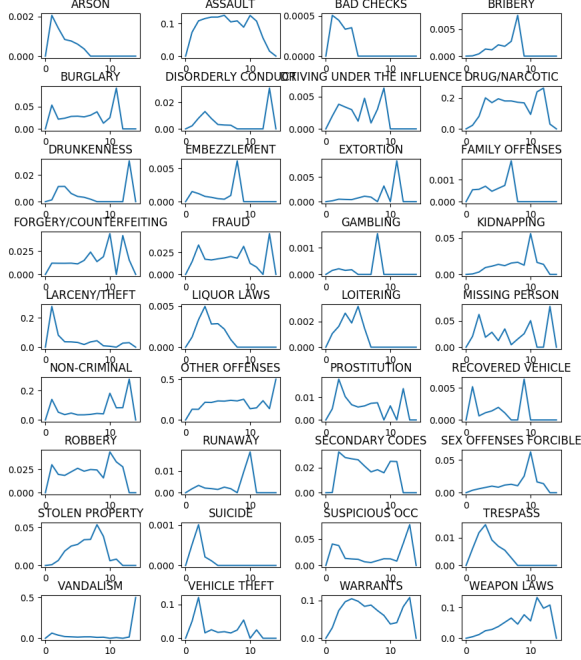 ARSON ASSAULT BAD CHECKS BRIBERY
0.002 0.1 0.0005 0.005
0.000 0.0 0.0000 0.000
0 10 0 10 0 10 0 10
BURGLARY DISORDERLY CONDUCT DRIVING UNDER THE INFLUENCE DRUG/NARCOTIC
0.05 0.02 0.005 0.2
0.00 0.00 0.000 0.0
0 10 0 10 0 10 0 10
DRUNKENNESS EMBEZZLEMENT EXTORTION FAMILY OFFENSES
0.02 0.005 0.005 0.001
0.00 0.000 0.000 0.000
0 10 0 10 0 10 0 10
FORGERY/COUNTERFEITING FRAUD GAMBLING KIDNAPPING
0.025 0.025 0.001 0.05
0.000 0.000 0.000 0.00
0 10 0 10 0 10 0 10
LARCENY/THEFT LIQUOR LAWS LOITERING MISSING PERSON
0.2 0.005 0.002 0.05
0.0 0.000 0.000 0.00
0 10 0 10 0 10 0 10
NON-CRIMINAL OTHER OFFENSES PROSTITUTION RECOVERED VEHICLE
0.2 0.5 0.01 0.005
0.0 0.0 0.00 0.000
0 10 0 10 0 10 0 10
ROBBERY RUNAWAY SECONDARY CODES SEX OFFENSES FORCIBLE
0.025 0.01 0.02 0.05
0.000 0.00 0.00 0.00
0 10 0 10 0 10 0 10
STOLEN PROPERTY SUICIDE SUSPICIOUS OCC TRESPASS
0.05 0.001 0.05 0.01
0.00 0.000 0.00 0.00
0 10 0 10 0 10 0 10
VANDALISM VEHICLE THEFT WARRANTS WEAPON LAWS
0.5 0.1 0.1 0.1
0.0 0.0 0.0 0.0
0 10 0 10 0 10 0 10